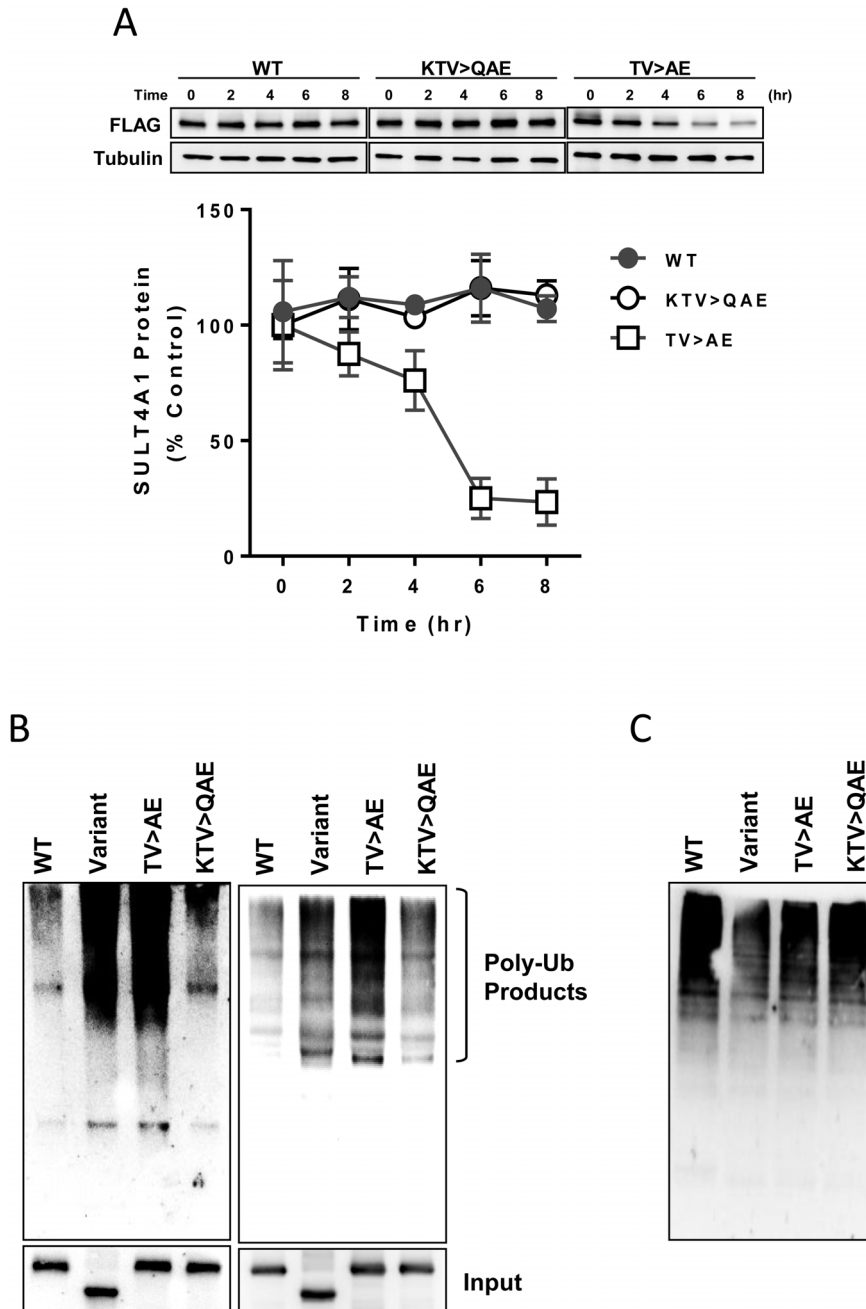 A
WT KTV>QAE TV>AE
Time 0 2 4 6 8 0 2 4 6 8 0 2 4 6 8 (hr)
FLAG
Tubulin
SULT4A1 Protein
(% Control)
150
100
50
0
0 2 4 6 8
Time (hr)
WT
KTV>QAE
TV>AE
B
WT Variant TV>AE KTV>QAE
WT Variant TV>AE KTV>QAE
Poly-Ub
Products
Input
C
WT Variant TV>AE KTV>QAE